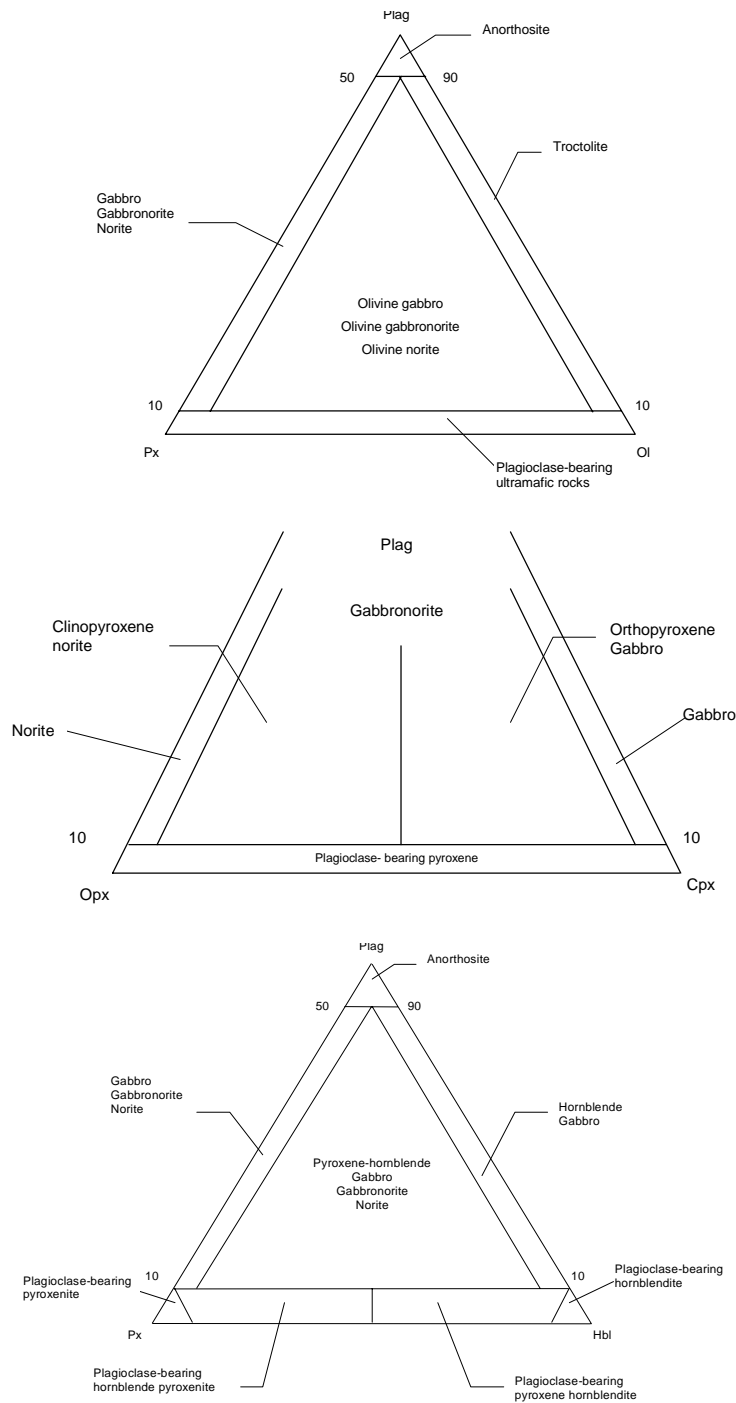 Plag
Anorthosite
50
90
Troctolite
Gabbro
Gabbronorite
Norite
Olivine gabbro
Olivine gabbronorite
Olivine norite
10
10
Px
Ol
Plagioclase-bearing
ultramafic rocks
Plag
Gabbronorite
Clinopyroxene
norite
Orthopyroxene
Gabbro
Norite
Gabbro
10
10
Plagioclase- bearing pyroxene
Opx
Cpx
Plag
Anorthosite
50
90
Gabbro
Gabbronorite
Norite
Hornblende
Gabbro
Pyroxene-hornblende
Gabbro
Gabbronorite
Norite
10
10
Plagioclase-bearing
pyroxenite
Plagioclase-bearing
hornblendite
Px
Hbl
Plagioclase-bearing
hornblende pyroxenite
Plagioclase-bearing
pyroxene hornblendite